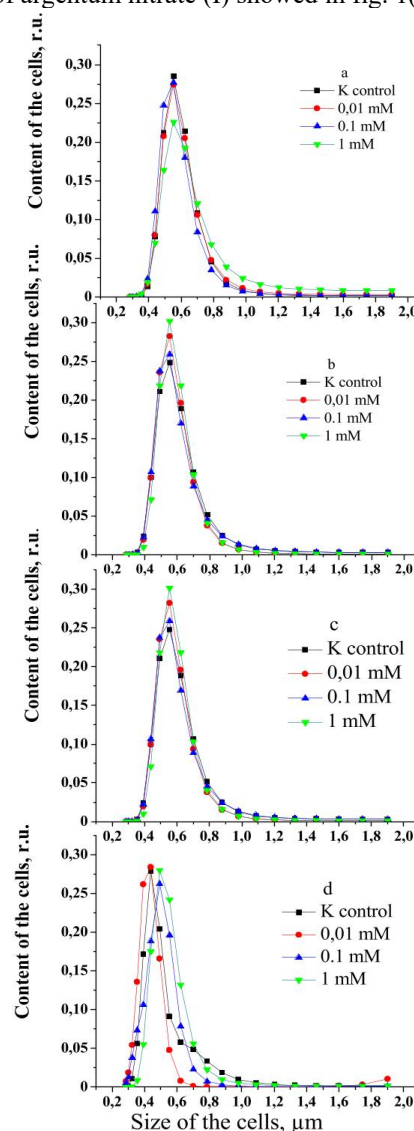 of argentum nitrate (I) showed in fig. 1(
Content of the cells, r.u.
0,30
0,25
0,20
0,15
0,10
0,05
0
a
K control
0,01 mM
0.1 mM
1 mM
0,2 0,4 0,6 0,8 1,0 1,2 1,4 1,6 1,8 2,0
Content of the cells, r.u.
0,30
0,25
0,20
0,15
0,10
0,05
0
b
K control
0,01 mM
0.1 mM
1 mM
0,2 0,4 0,6 0,8 1,0 1,2 1,4 1,6 1,8 2,0
Content of the cells, r.u.
0,30
0,25
0,20
0,15
0,10
0,05
0
c
K control
0,01 mM
0.1 mM
1 mM
0,2 0,4 0,6 0,8 1,0 1,2 1,4 1,6 1,8 2,0
Content of the cells, r.u.
0,30
0,25
0,20
0,15
0,10
0,05
0
d
K control
0,01 mM
0.1 mM
1 mM
0,2 0,4 0,6 0,8 1,0 1,2 1,4 1,6 1,8 2,0
Size of the cells, μm